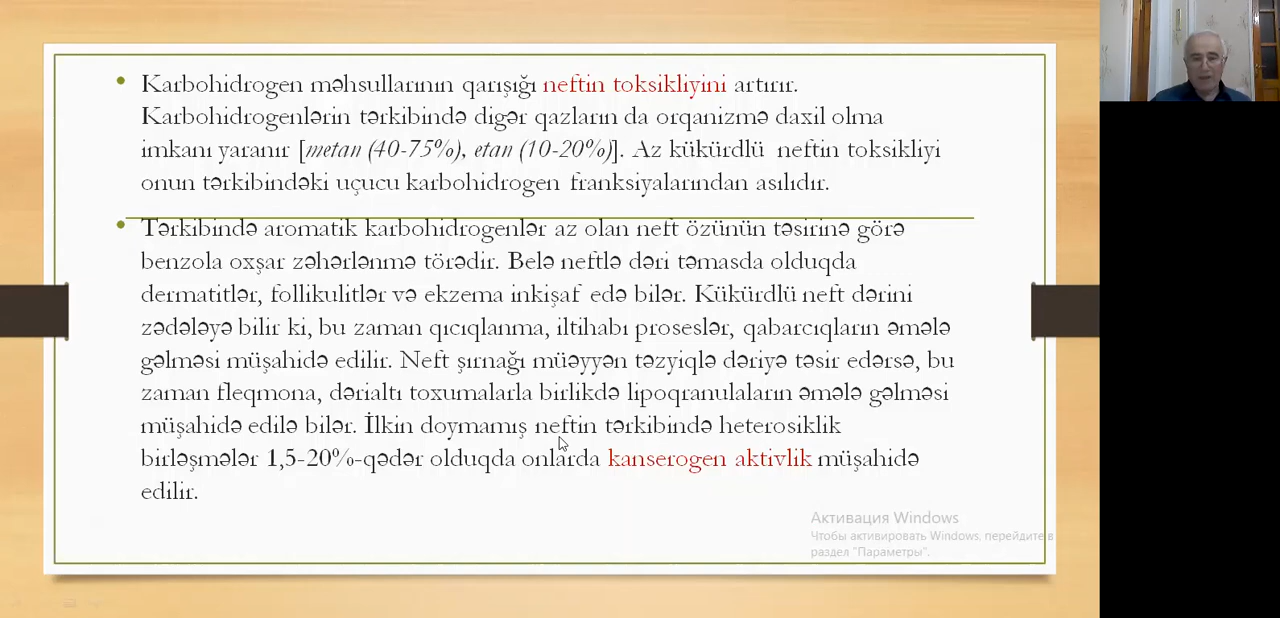 Karbohidrogen məhsullarının qarışığı neftin toksikliyini artırır.
Karbohidrogenlərin tərkibində digər qazların da orqanizmə daxil olma
imkanı yaranır [metan (40-75%), etan (10-20%)]. Az kükürdlü neftin toksikliyi
onun tərkibindəki uçucu karbohidrogen franksiyalarından asılıdır.
Tərkibində aromatik karbohidrogenlər az olan neft özünün təsirinə görə
benzola oxşar zəhərlənmə törədir. Belə neftlə dəri təmasda olduqda
dermatitlər, follikulitlər və ekzema inkişaf edə bilər. Kükürdlü neft dərini
zədələyə bilir ki, bu zaman qıcıqlanma, iltihabı proseslər, qabarcıqların əmələ
gəlməsi müşahidə edilir. Neft şırnağı müəyyən təzyiqlə dəriyə təsir edərsə, bu
zaman fleqmona, dərialtı toxumalarla birlikdə lipoqranulaların əmələ gəlməsi
müşahidə edilə bilər. İlkin doymamış neftin tərkibində heterosiklik
birləşmələr 1,5-20%-qədər olduqda onlarda kanserogen aktivlik müşahidə
edilir.
Активация Windows
Чтобы активировать Windows, перейдите в
раздел "Параметры".